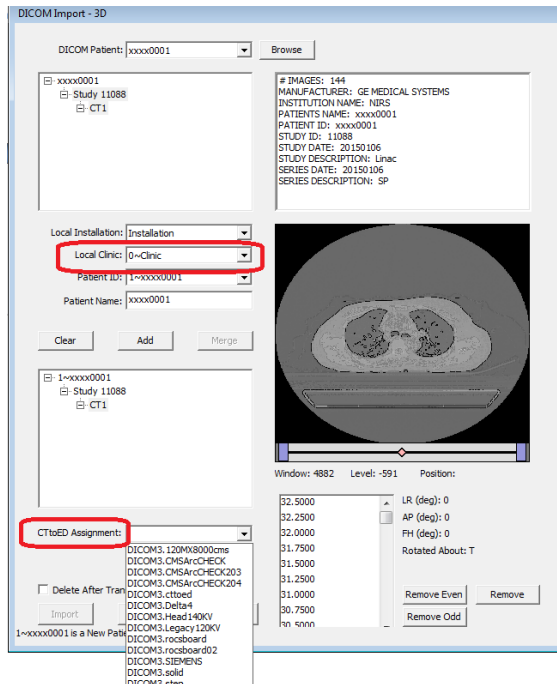 DICOM Import - 3D
DICOM Patient: xxxx0001 Browse
xxxx0001
Study 11088
CT1
# IMAGES: 144
MANUFACTURER: GE MEDICAL SYSTEMS
INSTITUTION NAME: NIRS
PATIENTS NAME: xxxx0001
PATIENT ID: xxxx0001
STUDY ID: 11088
STUDY DATE: 20150106
STUDY DESCRIPTION: Linac
SERIES DATE: 20150106
SERIES DESCRIPTION: SP
Local Installation: Installation
Local Clinic: 0~Clinic
Patient ID: 1~xxxx0001
Patient Name: xxxx0001
Clear Add Merge
1~xxxx0001
Study 11088
CT1
Window: 4882 Level: -591 Position:
32.5000
32.2500
32.0000
31.7500
31.5000
31.2500
31.0000
30.7500
30.5000
LR (deg): 0
AP (deg): 0
FH (deg): 0
Rotated About: T
Remove Even Remove
Remove Odd
CTtoED Assignment:
DICOM3.120MX8000cms
DICOM3.CMSArcCHECK
DICOM3.CMSArcCHECK203
DICOM3.CMSArcCHECK204
DICOM3.cttoed
DICOM3.Delta4
DICOM3.Head140KV
DICOM3.Legacy120KV
DICOM3.rocsboard
DICOM3.rocsboard02
DICOM3.SIEMENS
DICOM3.solid
Delete After Tran
Import
1~xxxx0001 is a New Patie